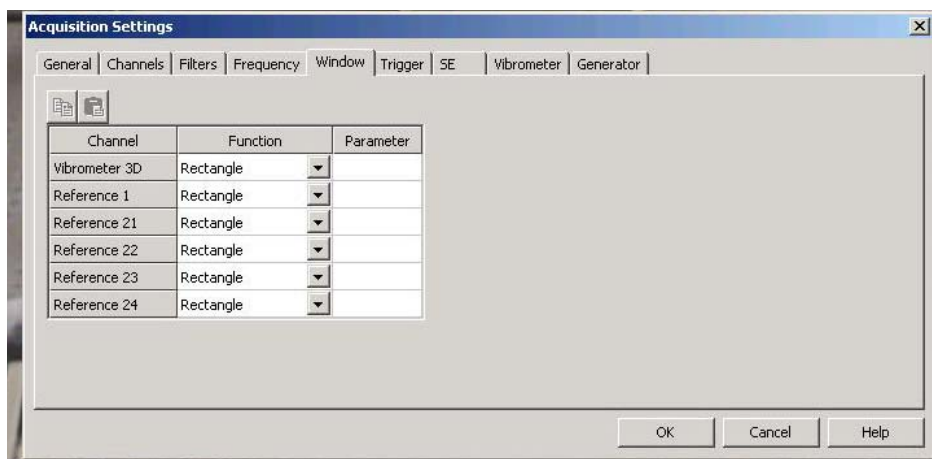 Acquisition Settings
General Channels Filters Frequency Window Trigger SE Vibrometer Generator
Channel Function Parameter
Vibrometer 3D Rectangle
Reference 1 Rectangle
Reference 21 Rectangle
Reference 22 Rectangle
Reference 23 Rectangle
Reference 24 Rectangle
OK Cancel Help